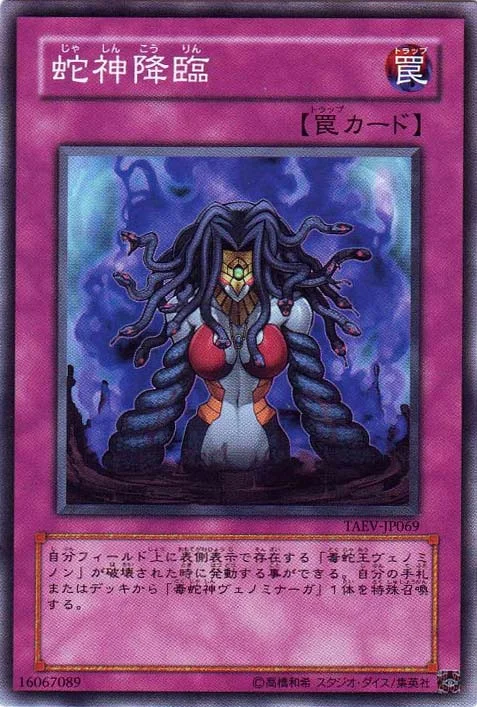 じゃ しん こう りん
蛇神降臨
トラップ
罠
トラップ
【罠カード】
TAEV-JP069
自分フィールド上に表側表示で存在する「毒蛇王ヴェノミ
ノン」が破壊された時に発動する事ができる。自分の手札
またはデッキから「毒蛇神ヴェノミナーガ」1体を特殊召喚
する。
16067089
©高橋和希 スタジオ・ダイス/集英社